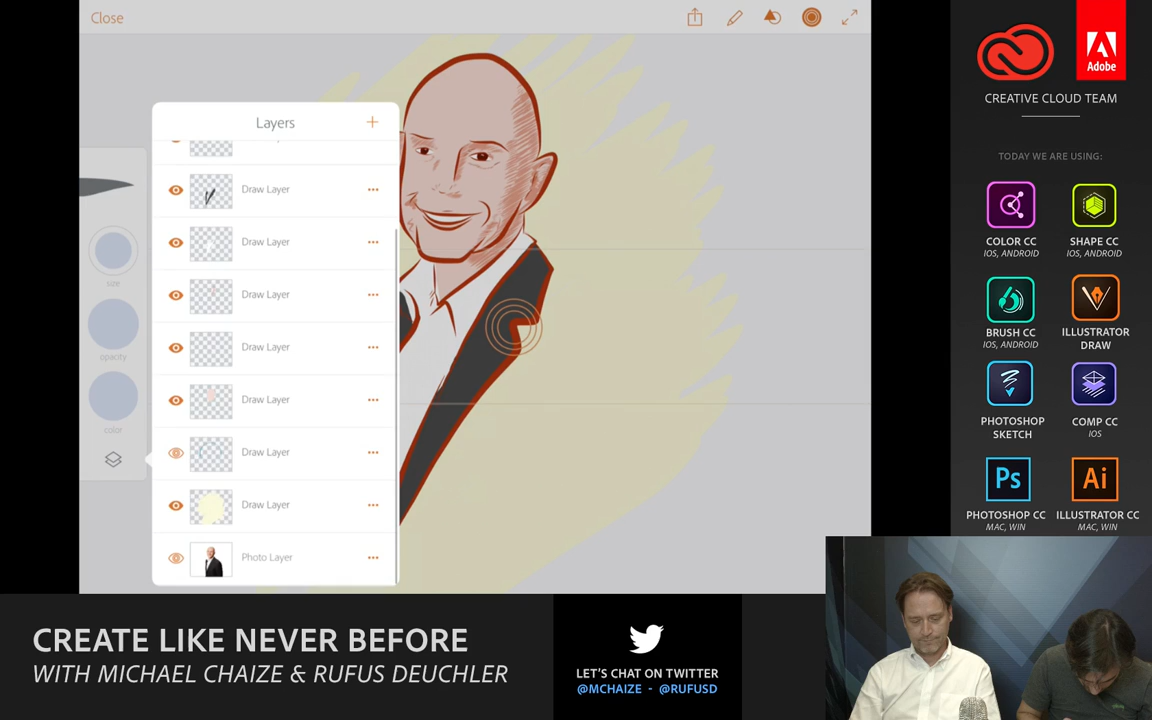 Close
Layers
Draw Layer
Draw Layer
Draw Layer
Draw Layer
Draw Layer
Draw Layer
Draw Layer
Photo Layer
size
opacity
color
Adobe
CREATIVE CLOUD TEAM
TODAY WE ARE USING:
COLOR CC
IOS, ANDROID
SHAPE CC
IOS, ANDROID
BRUSH CC
IOS, ANDROID
ILLUSTRATOR
DRAW
PHOTOSHOP
SKETCH
COMP CC
IOS
Ps
PHOTOSHOP CC
MAC, WIN
Ai
ILLUSTRATOR CC
MAC, WIN
CREATE LIKE NEVER BEFORE
WITH MICHAEL CHAIZE & RUFUS DEUCHLER
LET'S CHAT ON TWITTER
@MCHAIZE - @RUFUSD